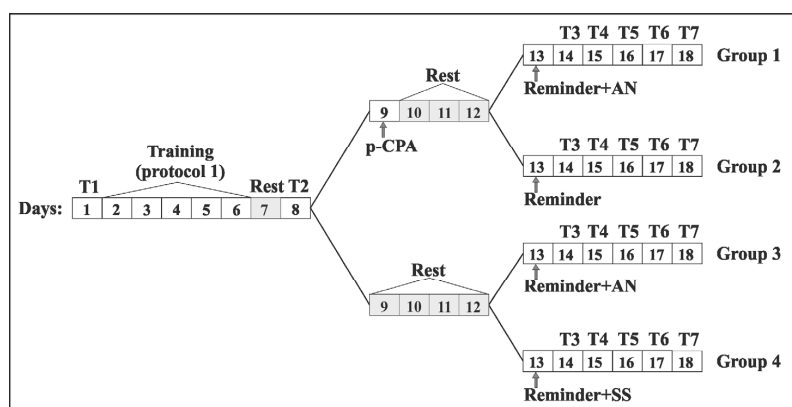 T3 T4 T5 T6 T7
13 14 15 16 17 18 Group 1
Reminder+AN
Rest
9 10 11 12
p-CPA
T3 T4 T5 T6 T7
13 14 15 16 17 18 Group 2
Reminder
Training
(protocol 1)
T1 Rest T2
Days: 1 2 3 4 5 6 7 8
T3 T4 T5 T6 T7
13 14 15 16 17 18 Group 3
Reminder+AN
Rest
9 10 11 12
T3 T4 T5 T6 T7
13 14 15 16 17 18 Group 4
Reminder+SS